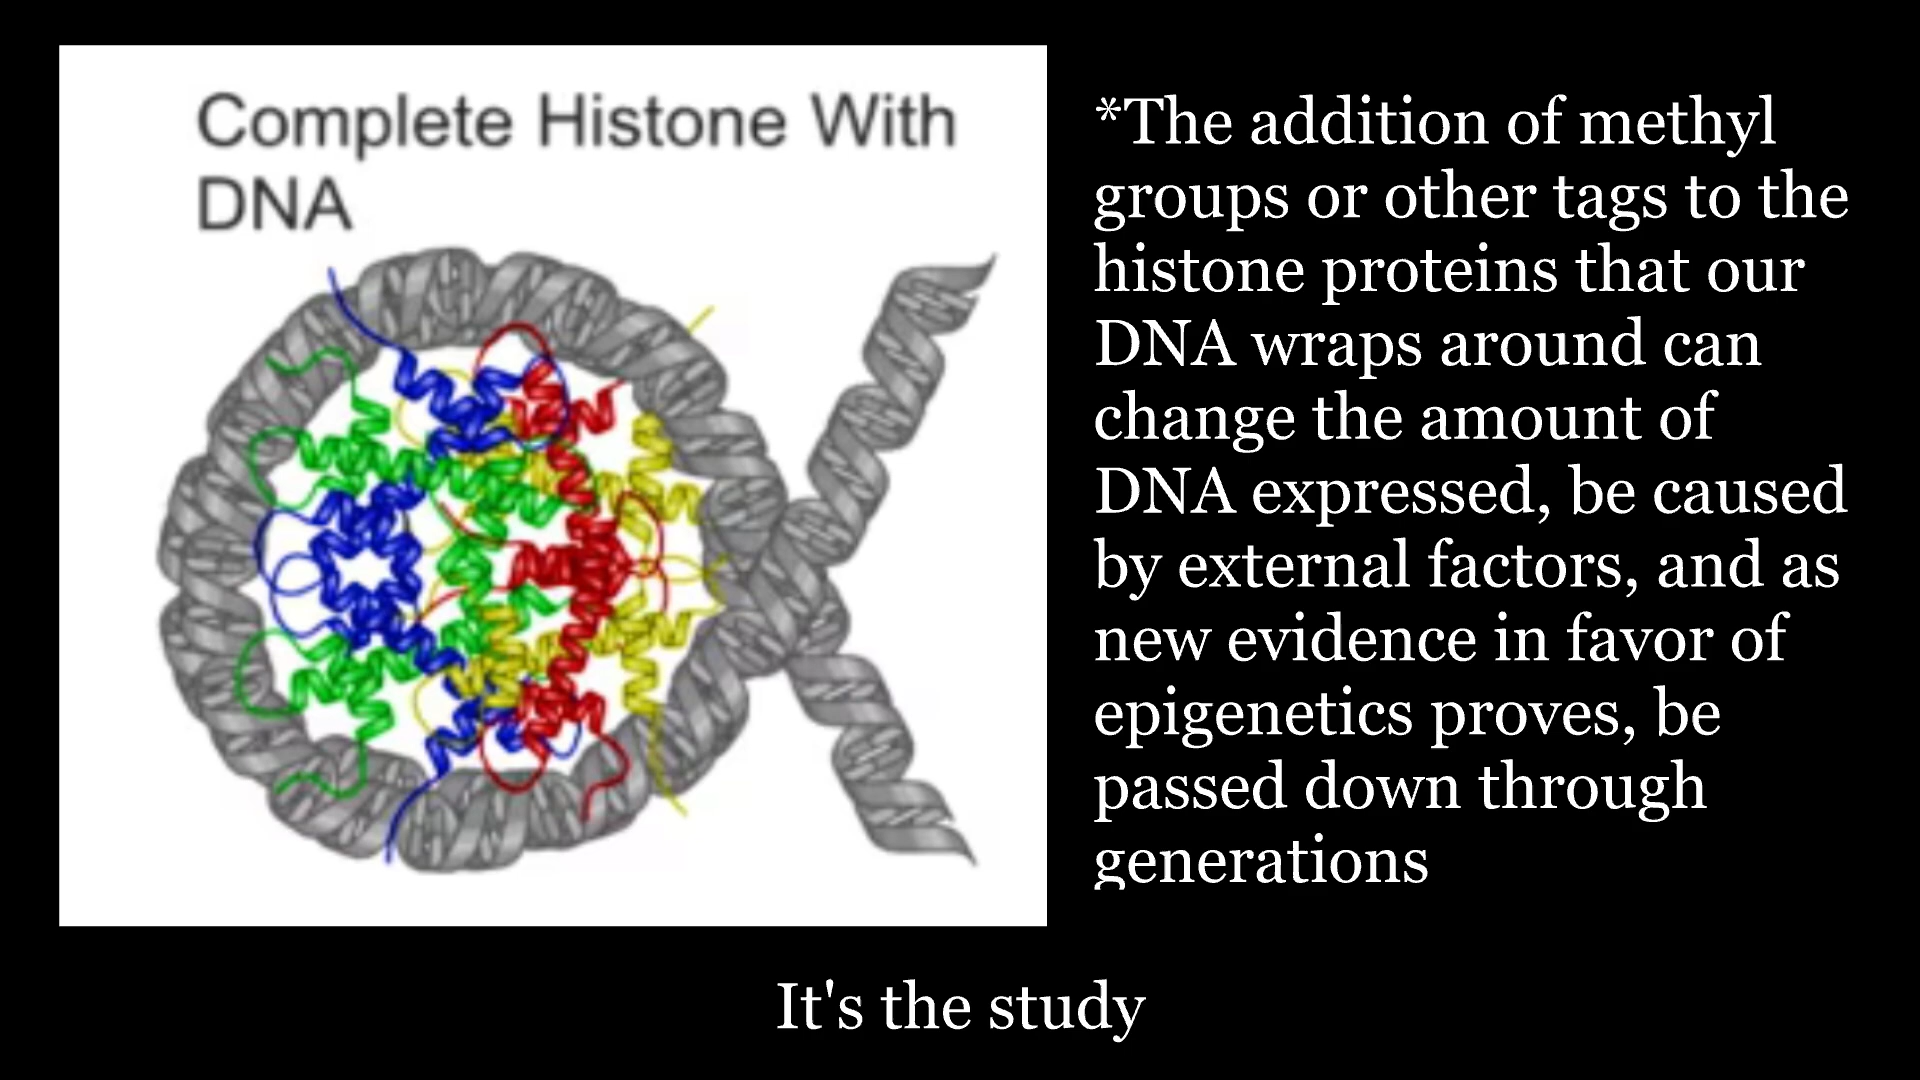 Complete Histone With
DNA
*The addition of methyl
groups or other tags to the
histone proteins that our
DNA wraps around can
change the amount of
DNA expressed, be caused
by external factors, and as
new evidence in favor of
epigenetics proves, be
passed down through
generations
It's the study